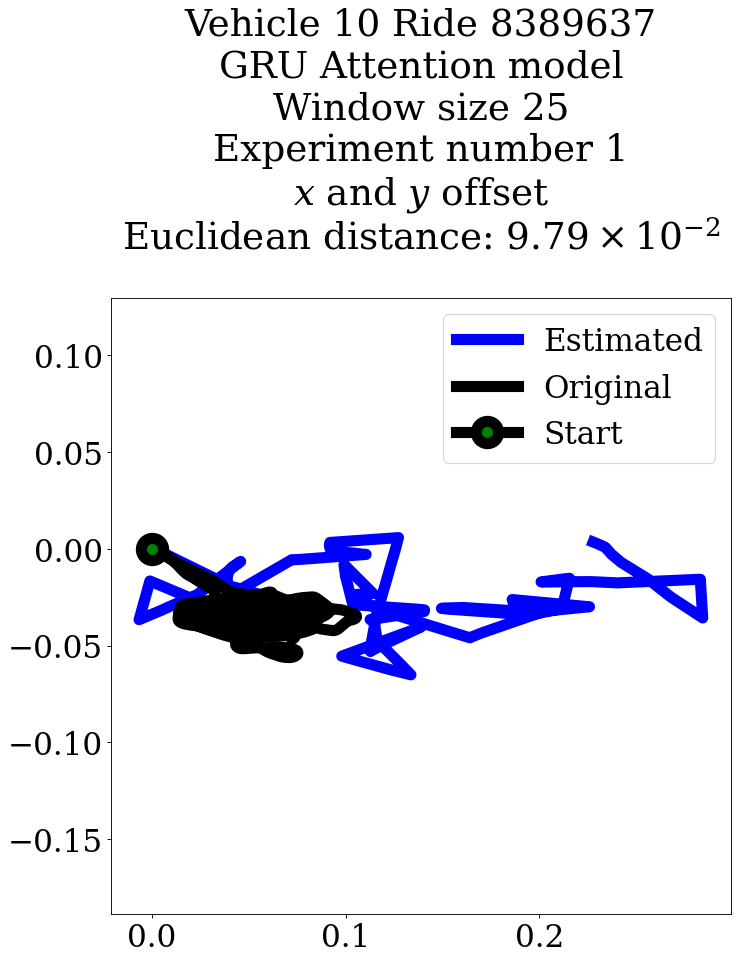 Vehicle 10 Ride 8389637
GRU Attention model
Window size 25
Experiment number 1
x and y offset
Euclidean distance: 9.79 × 10⁻²
Estimated
Original
Start
0.10
0.05
0.00
−0.05
−0.10
−0.15
0.0 0.1 0.2